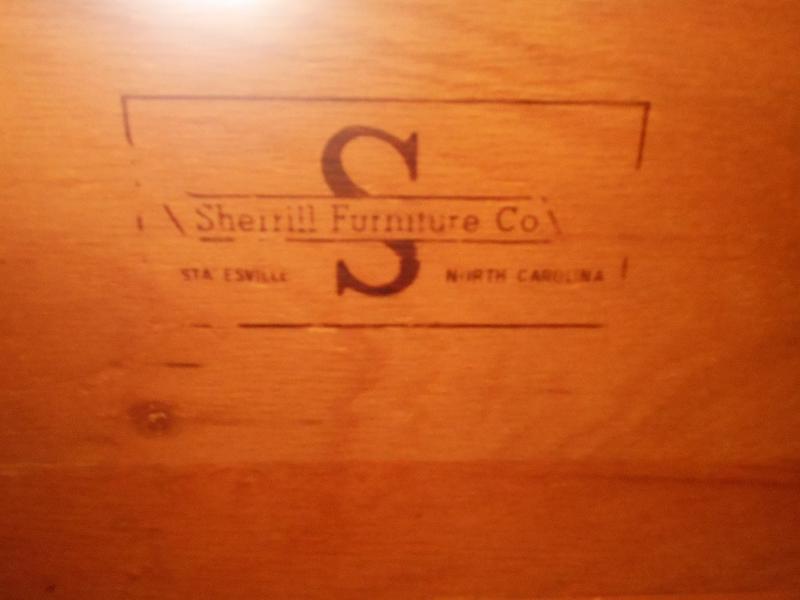 S
Sherrill Furniture Co
STATESVILLE NORTH CAROLINA